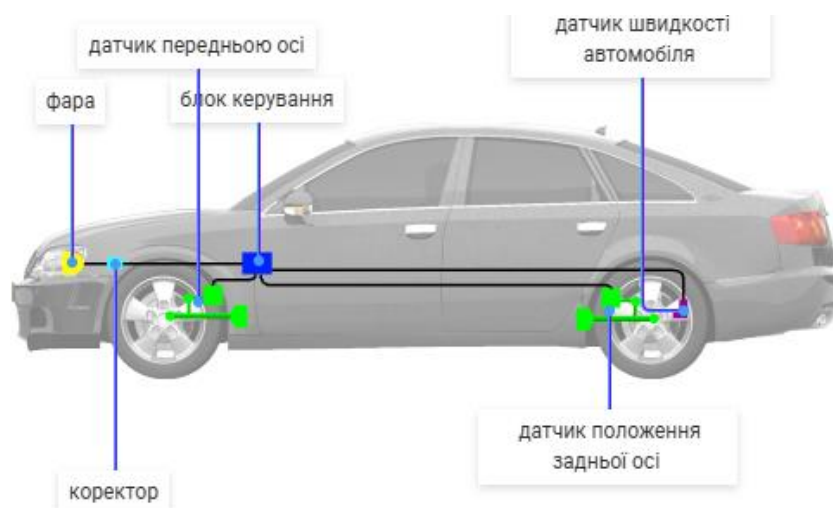 датчик швидкості
автомобіля
датчик передньою осі
фара
блок керування
датчик положення
задньої осі
коректор